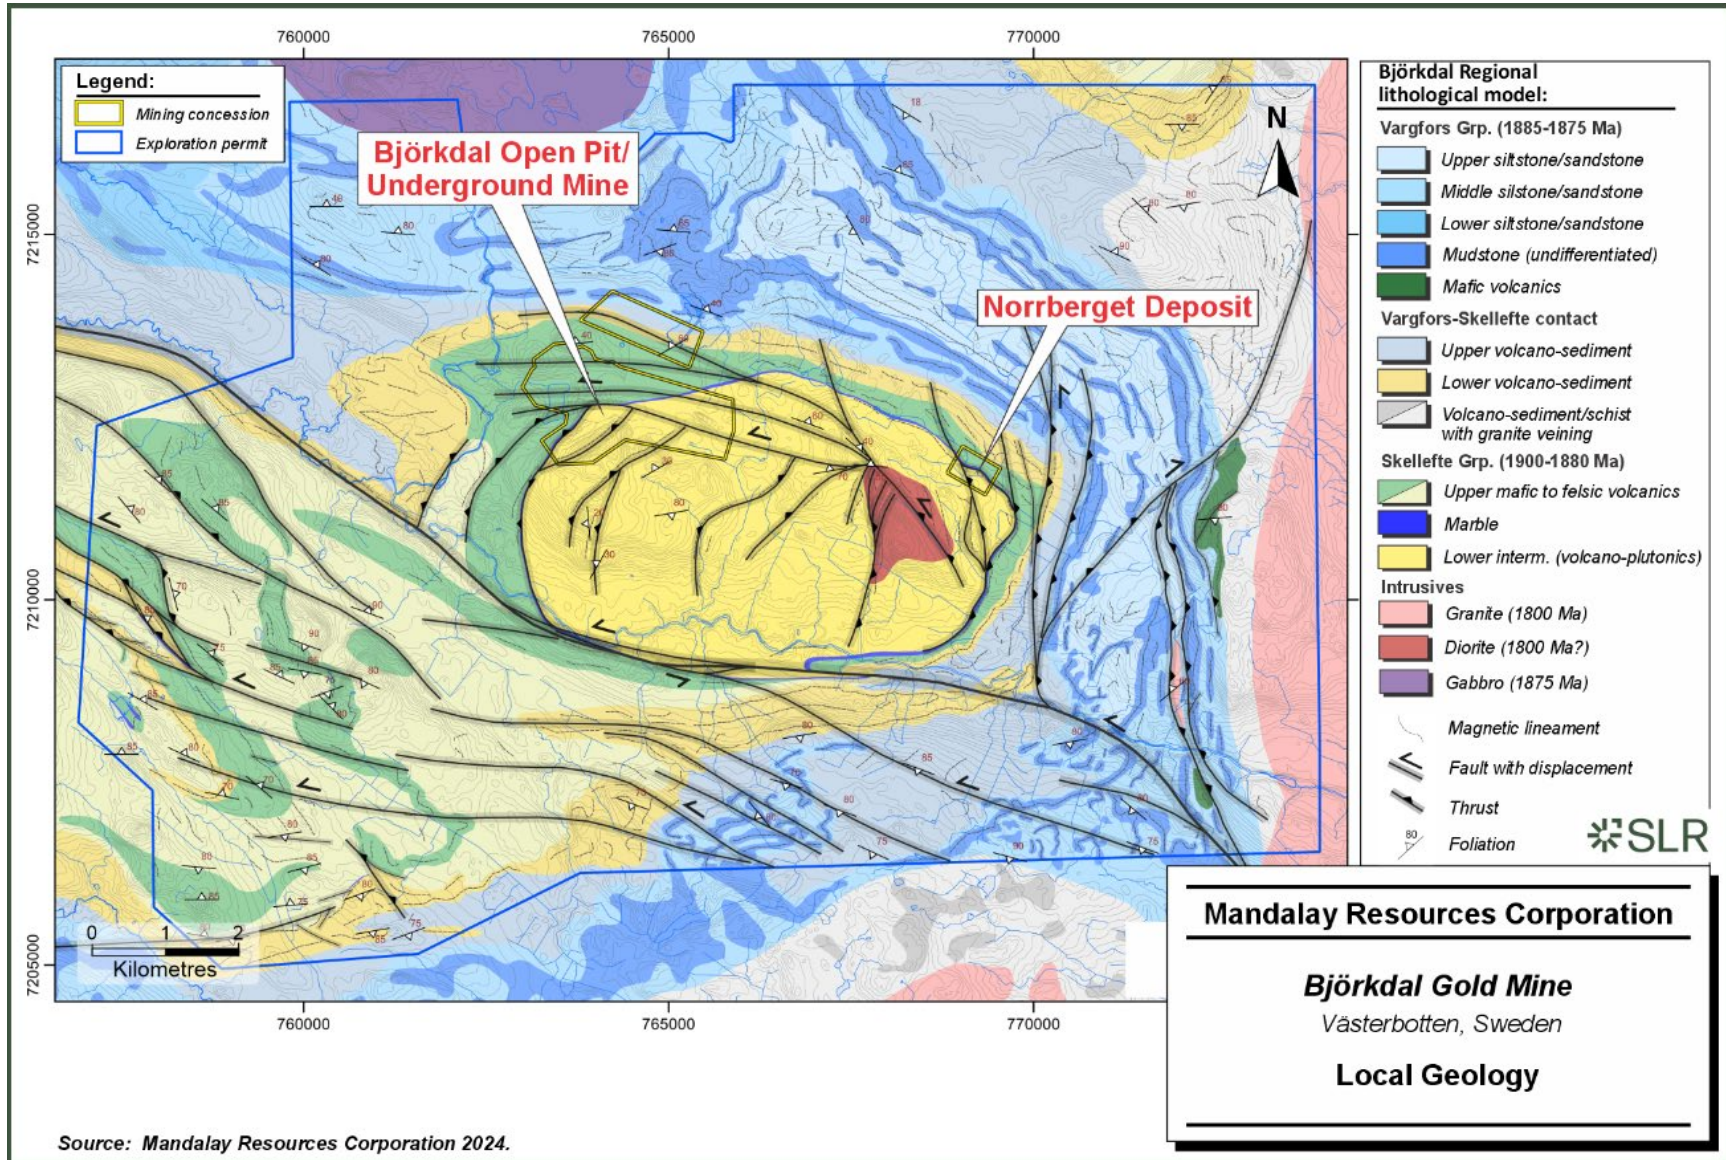 760000
765000
770000
Legend:
Mining concession
Exploration permit
Björkdal Open Pit/
Underground Mine
Norrberget Deposit
N
7215000
7210000
7205000
0 1 2
Kilometres
760000
765000
770000
Björkdal Regional
lithological model:
Vargfors Grp. (1885-1875 Ma)
Upper siltstone/sandstone
Middle silstone/sandstone
Lower siltstone/sandstone
Mudstone (undifferentiated)
Mafic volcanics
Vargfors-Skellefte contact
Upper volcano-sediment
Lower volcano-sediment
Volcano-sediment/schist
with granite veining
Skellefte Grp. (1900-1880 Ma)
Upper mafic to felsic volcanics
Marble
Lower interm. (volcano-plutonics)
Intrusives
Granite (1800 Ma)
Diorite (1800 Ma?)
Gabbro (1875 Ma)
Magnetic lineament
Fault with displacement
Thrust
80
Foliation
SLR
Mandalay Resources Corporation
Björkdal Gold Mine
Västerbotten, Sweden
Local Geology
Source: Mandalay Resources Corporation 2024.